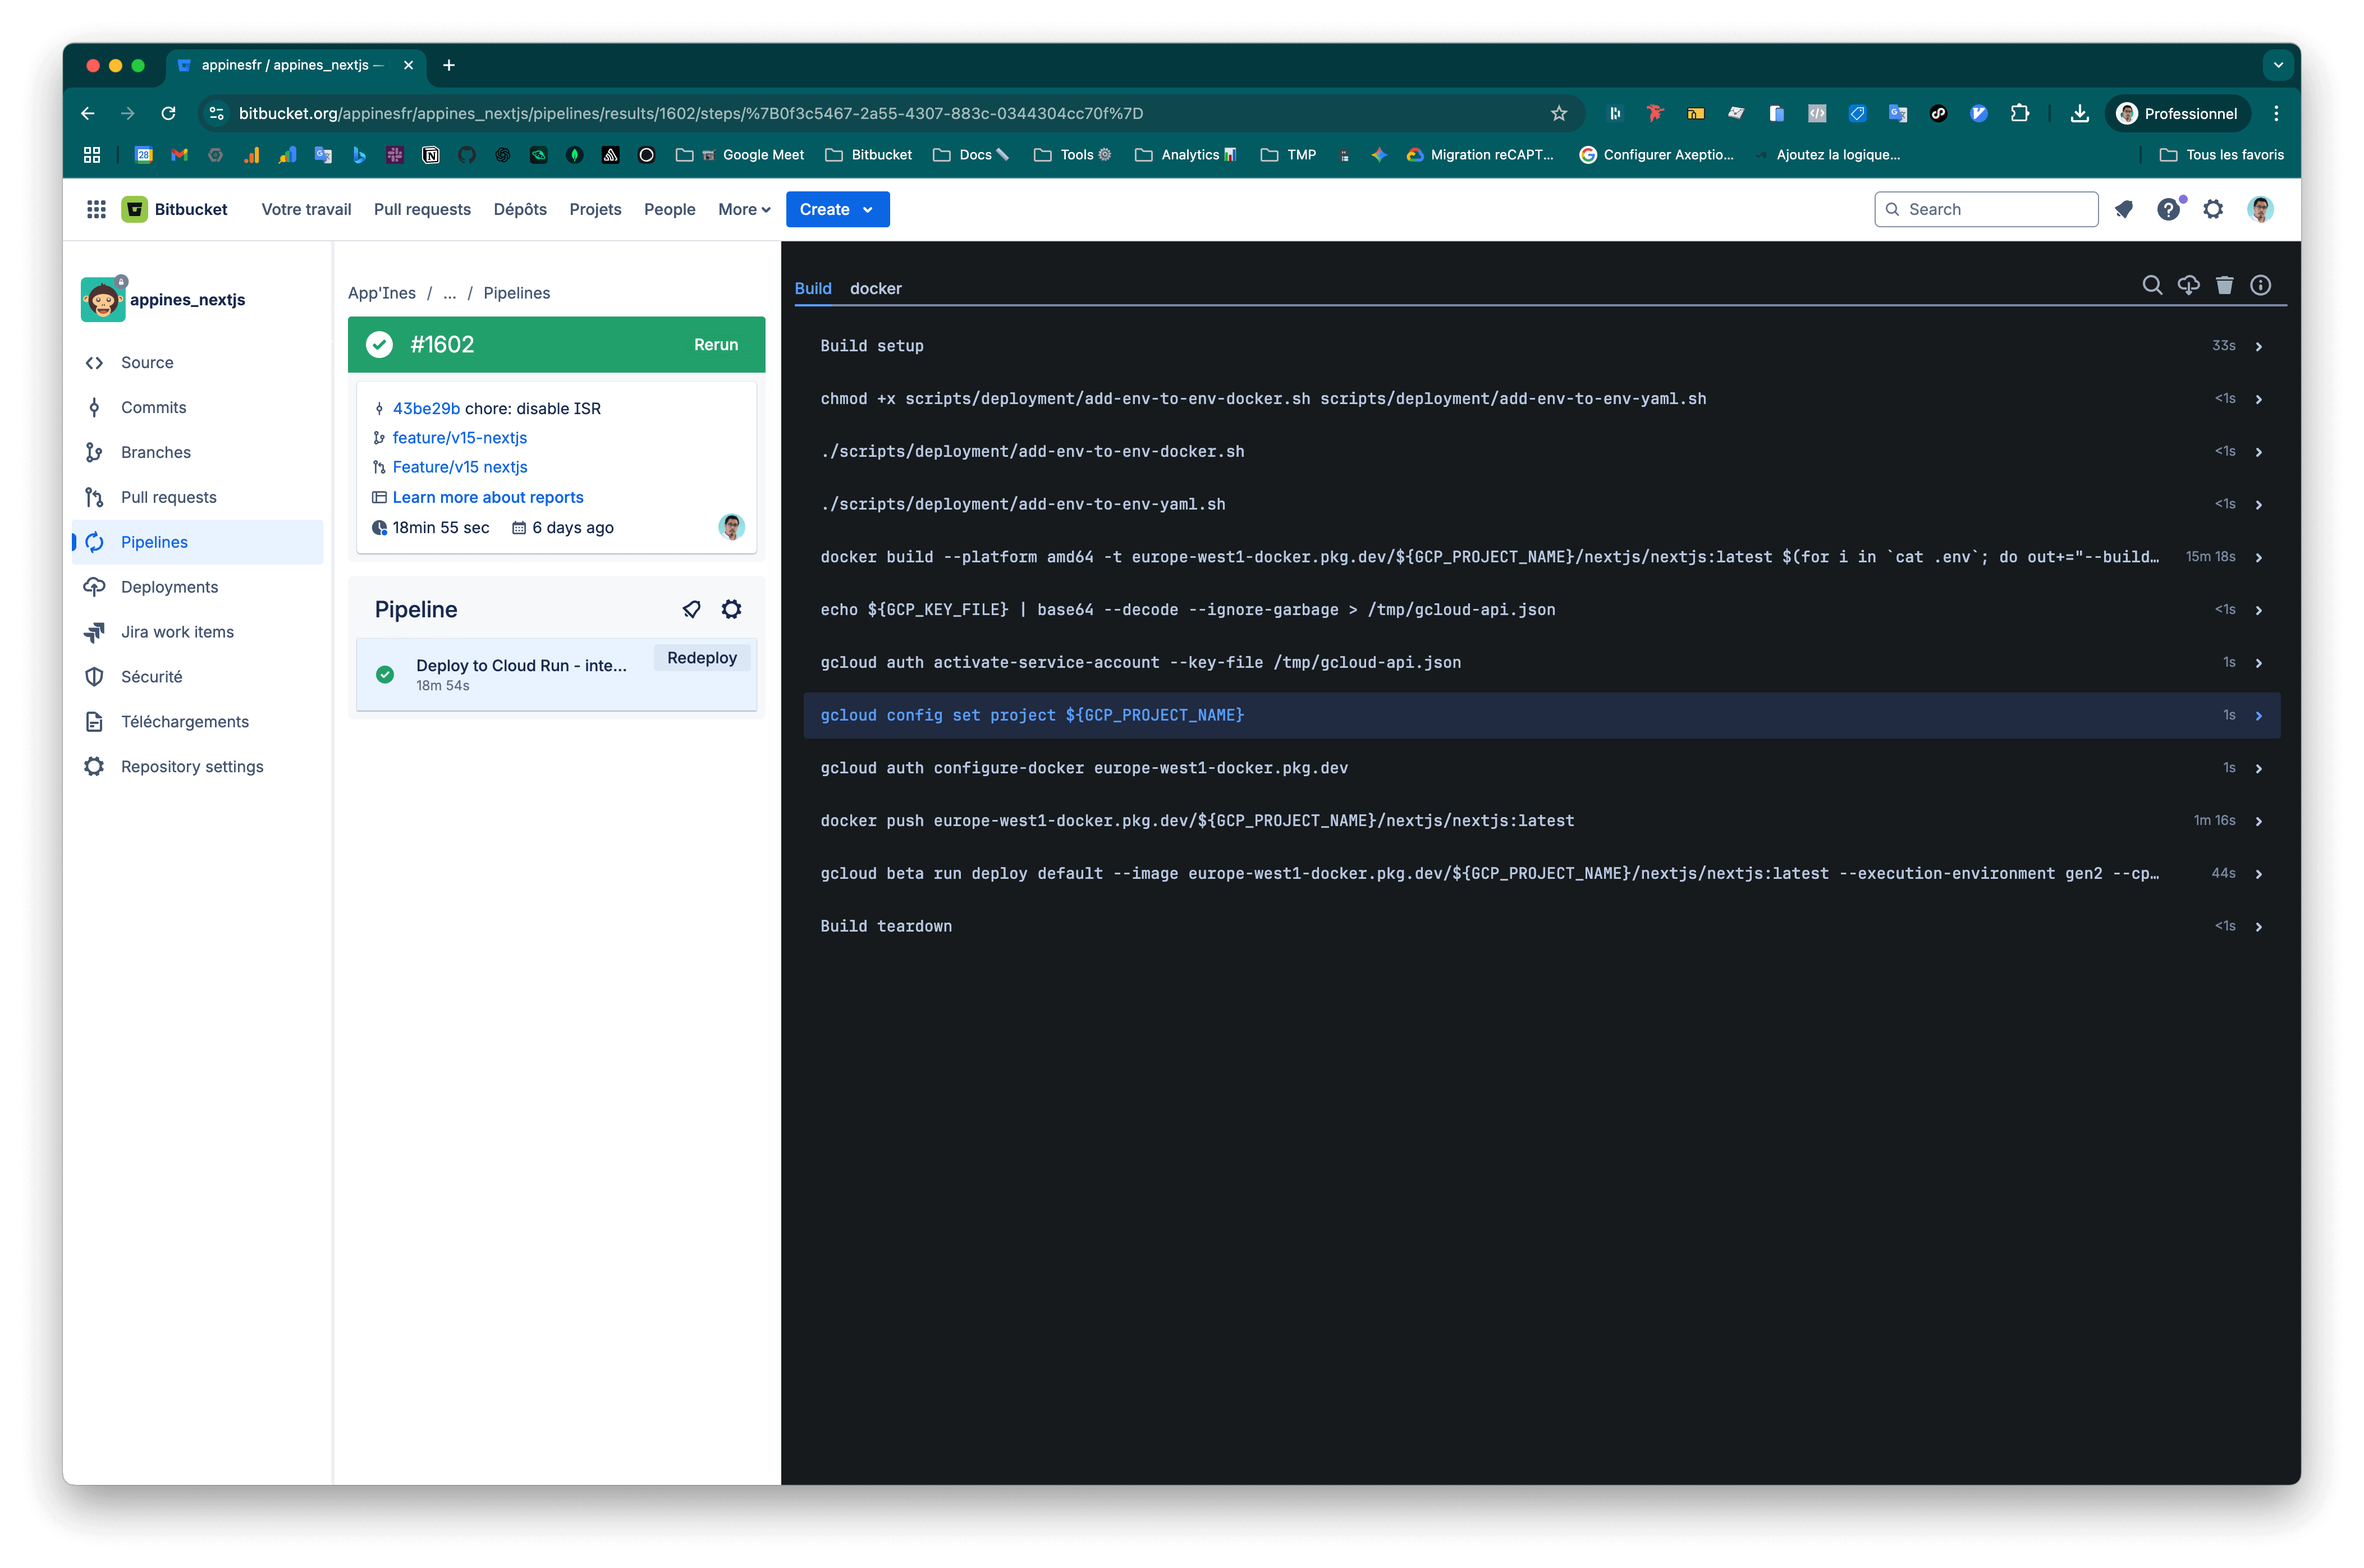 appinesfr / appines_nextjs —
bitbucket.org/appinesfr/appines_nextjs/pipelines/results/1602/steps/%7B0f3c5467-2a55-4307-883c-0344304cc70f%7D
Professionnel
28
Google Meet
Bitbucket
Docs
Tools
Analytics
TMP
Migration reCAPT...
Configurer Axeptio...
Ajoutez la logique...
Tous les favoris
Bitbucket
Votre travail
Pull requests
Dépôts
Projets
People
More
Create
Search
appines_nextjs
Source
Commits
Branches
Pull requests
Pipelines
Deployments
Jira work items
Sécurité
Téléchargements
Repository settings
App'Ines / ... / Pipelines
#1602
Rerun
43be29b chore: disable ISR
feature/v15-nextjs
Feature/v15 nextjs
Learn more about reports
18min 55 sec 6 days ago
Pipeline
Deploy to Cloud Run - inte...
Redeploy
18m 54s
Build docker
Build setup 33s
chmod +x scripts/deployment/add-env-to-env-docker.sh scripts/deployment/add-env-to-env-yaml.sh <1s
./scripts/deployment/add-env-to-env-docker.sh <1s
./scripts/deployment/add-env-to-env-yaml.sh <1s
docker build --platform amd64 -t europe-west1-docker.pkg.dev/${GCP_PROJECT_NAME}/nextjs/nextjs:latest $(for i in `cat .env`; do out+="--build… 15m 18s
echo ${GCP_KEY_FILE} | base64 --decode --ignore-garbage > /tmp/gcloud-api.json <1s
gcloud auth activate-service-account --key-file /tmp/gcloud-api.json 1s
gcloud config set project ${GCP_PROJECT_NAME} 1s
gcloud auth configure-docker europe-west1-docker.pkg.dev 1s
docker push europe-west1-docker.pkg.dev/${GCP_PROJECT_NAME}/nextjs/nextjs:latest 1m 16s
gcloud beta run deploy default --image europe-west1-docker.pkg.dev/${GCP_PROJECT_NAME}/nextjs/nextjs:latest --execution-environment gen2 --cp… 44s
Build teardown <1s